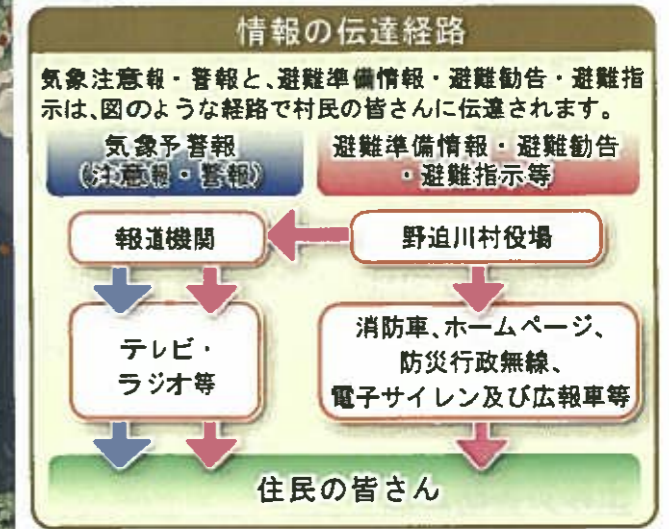 情報の伝達経路
気象注意報・警報と、避難準備情報・避難勧告・避難指
示は、図のような経路で村民の皆さんに伝達されます。
気象予警報
(注意報・警報)
避難準備情報・避難勧告
・避難指示等
報道機関
野迫川村役場
テレビ・
ラジオ等
消防車、ホームページ、
防災行政無線、
電子サイレン及び広報車等
住民の皆さん